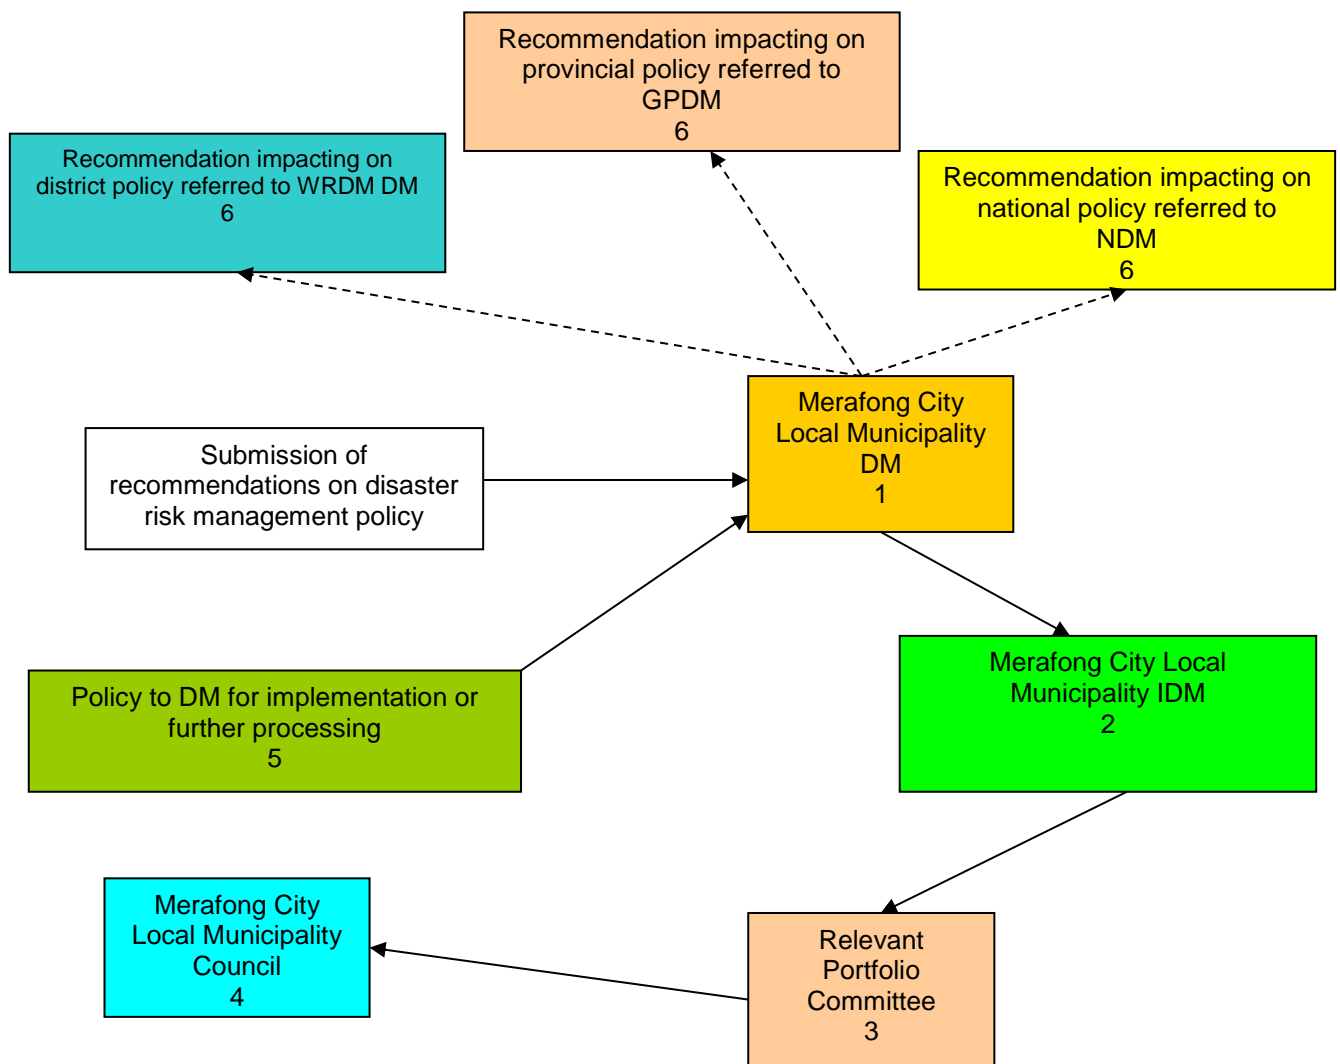 Recommendation impacting on
provincial policy referred to
GPDM
6
Recommendation impacting on
district policy referred to WRDM DM
6
Recommendation impacting on
national policy referred to
NDM
6
Merafong City
Local Municipality
DM
1
Submission of
recommendations on disaster
risk management policy
Merafong City Local
Municipality IDM
2
Policy to DM for implementation or
further processing
5
Merafong City
Local Municipality
Council
4
Relevant
Portfolio
Committee
3